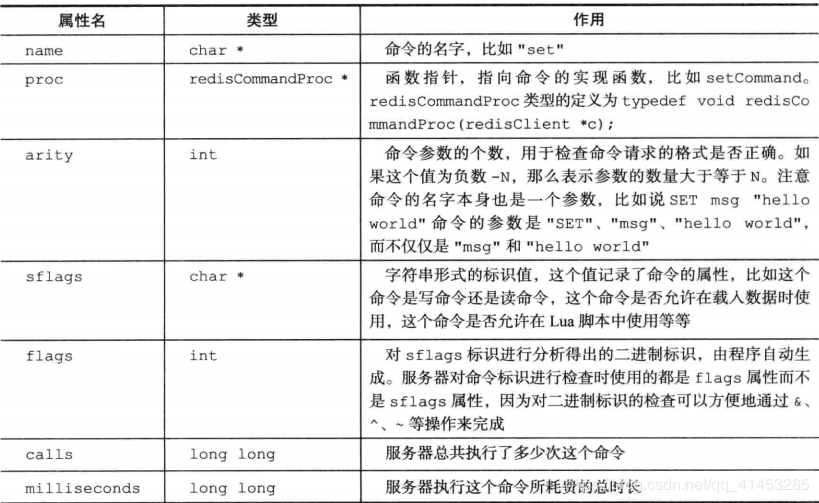 属性名 类型 作用
name char * 命令的名字，比如 "set"
proc redisCommandProc * 函数指针，指向命令的实现函数，比如 setCommand。
redisCommandProc 类型的定义为 typedef void redisCo
mmandProc(redisClient *c);
arity int 命令参数的个数，用于检查命令请求的格式是否正确。如
果这个值为负数 -N，那么表示参数的数量大于等于 N。注意
命令的名字本身也是一个参数，比如说 SET msg "hello
world" 命令的参数是 "SET"、"msg"、"hello world"，
而不仅仅是 "msg" 和 "hello world"
sflags char * 字符串形式的标识值，这个值记录了命令的属性，比如这个
命令是写命令还是读命令，这个命令是否允许在载入数据时使
用，这个命令是否允许在 Lua 脚本中使用等等
flags int 对 sflags 标识进行分析得出的二进制标识，由程序自动生
成。服务器对命令标识进行检查时使用的都是 flags 属性而不
是 sflags 属性，因为对二进制标识的检查可以方便地通过 &、
^、~ 等操作来完成
calls long long 服务器总共执行了多少次这个命令
milliseconds long long 服务器执行这个命令所耗费的总时长
csdn.net/qq_41453285